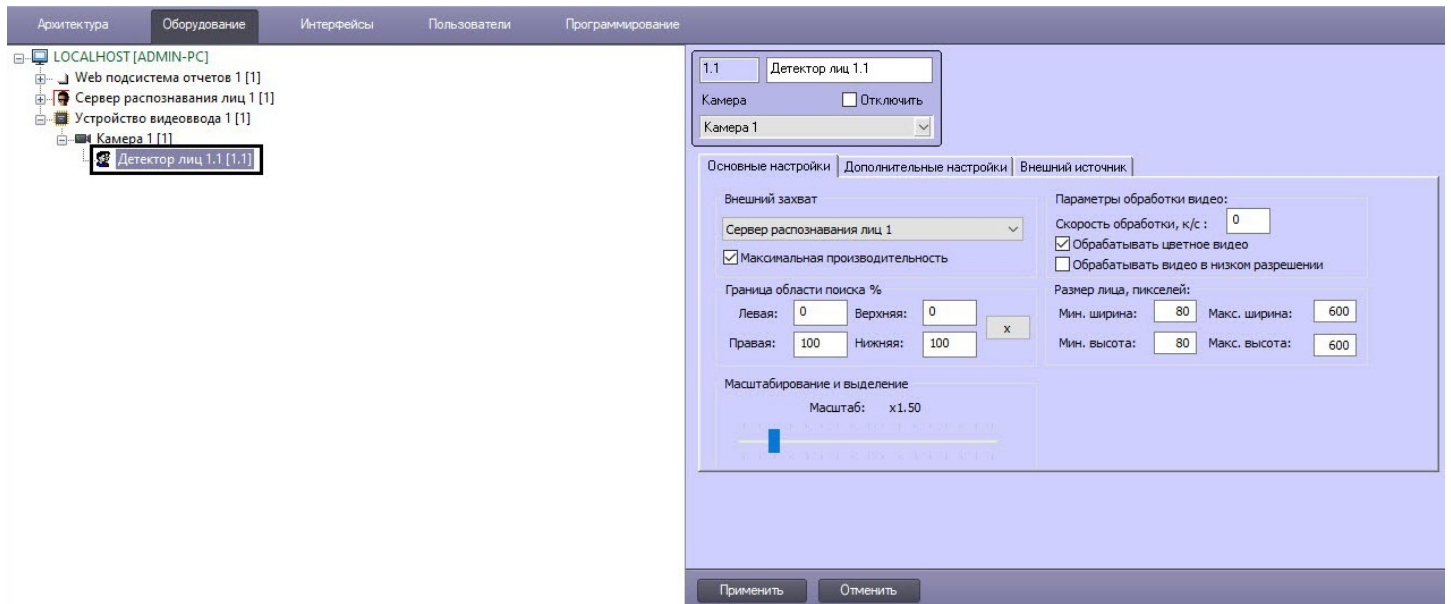 Архитектура Оборудование Интерфейсы Пользователи Программирование
LOCALHOST [ADMIN-PC]
Web подсистема отчетов 1 [1]
Сервер распознавания лиц 1 [1]
Устройство видеоввода 1 [1]
Камера 1 [1]
Детектор лиц 1.1 [1.1]
1.1 Детектор лиц 1.1
Камера Отключить
Камера 1
Основные настройки Дополнительные настройки Внешний источник
Внешний захват
Сервер распознавания лиц 1
Максимальная производительность
Параметры обработки видео:
Скорость обработки, к/с : 0
Обрабатывать цветное видео
Обрабатывать видео в низком разрешении
Граница области поиска %
Левая: 0 Верхняя: 0
x
Правая: 100 Нижняя: 100
Размер лица, пикселей:
Мин. ширина: 80 Макс. ширина: 600
Мин. высота: 80 Макс. высота: 600
Масштабирование и выделение
Масштаб: x1.50
Применить Отменить